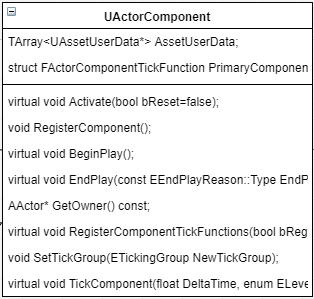 UActorComponent
TArray<UAssetUserData*> AssetUserData;
struct FActorComponentTickFunction PrimaryComponen
virtual void Activate(bool bReset=false);
void RegisterComponent();
virtual void BeginPlay();
virtual void EndPlay(const EEndPlayReason::Type EndP
AActor* GetOwner() const;
virtual void RegisterComponentTickFunctions(bool bReg
void SetTickGroup(ETickingGroup NewTickGroup);
virtual void TickComponent(float DeltaTime, enum ELeve